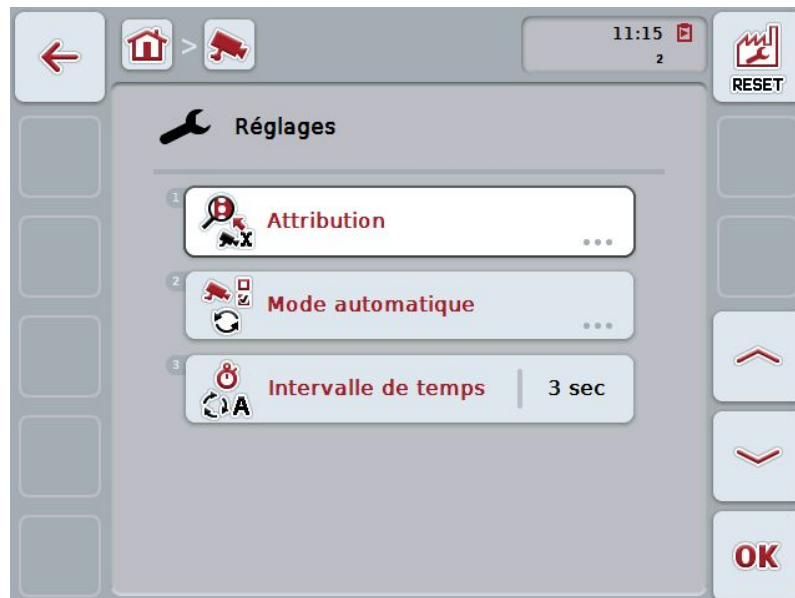 11:15
2
RESET
Réglages
1
Attribution
2
Mode automatique
3
Intervalle de temps 3 sec
A
OK